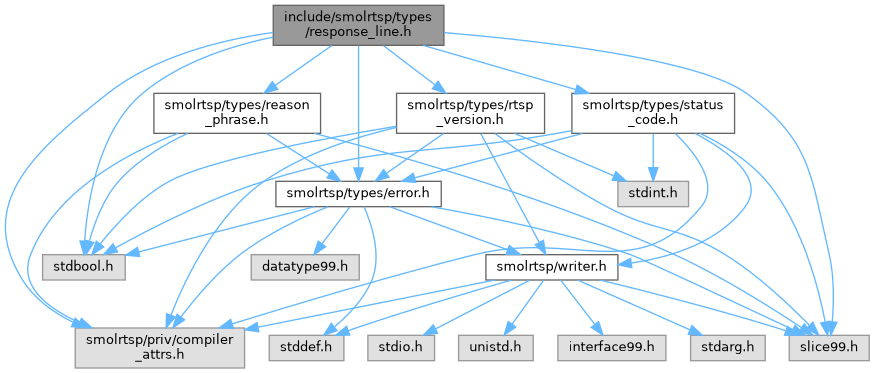 include/smolrtsp/types
/response_line.h
smolrtsp/types/reason
_phrase.h
smolrtsp/types/rtsp
_version.h
smolrtsp/types/status
_code.h
smolrtsp/types/error.h
stdint.h
stdbool.h
datatype99.h
smolrtsp/writer.h
smolrtsp/priv/compiler
_attrs.h
stddef.h
stdio.h
unistd.h
interface99.h
stdarg.h
slice99.h